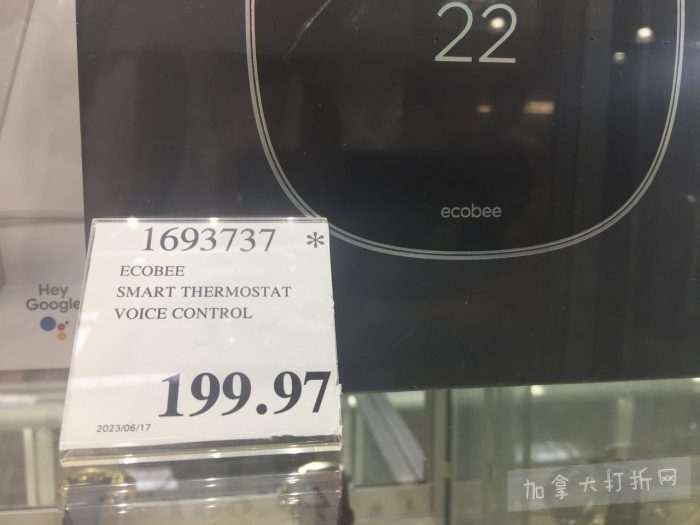 22
ecobee
Hey
Google
1693737 *
ECOBEE
SMART THERMOSTAT
VOICE CONTROL
199.97
2023/06/17
加拿大打折网